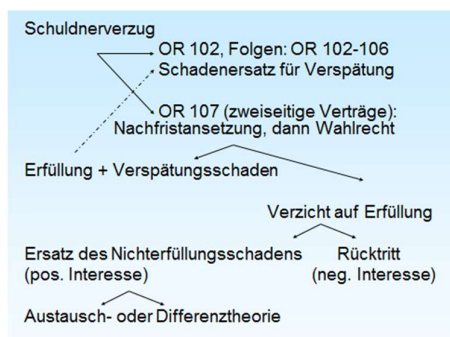 Schuldnerverzug
OR 102, Folgen: OR 102-106
Schadenersatz für Verspätung
OR 107 (zweiseitige Verträge):
Nachfristansetzung, dann Wahlrecht
Erfüllung + Verspätungsschaden
Verzicht auf Erfüllung
Ersatz des Nichterfüllungsschadens
(pos. Interesse)
Rücktritt
(neg. Interesse)
Austausch- oder Differenztheorie